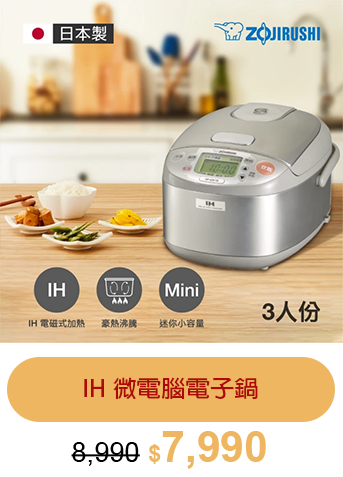 日本製
ZOJIRUSHI
IH
Mini
IH 電磁式加熱
豪熱沸騰
迷你小容量
3人份
IH 微電腦電子鍋
8,990 $7,990